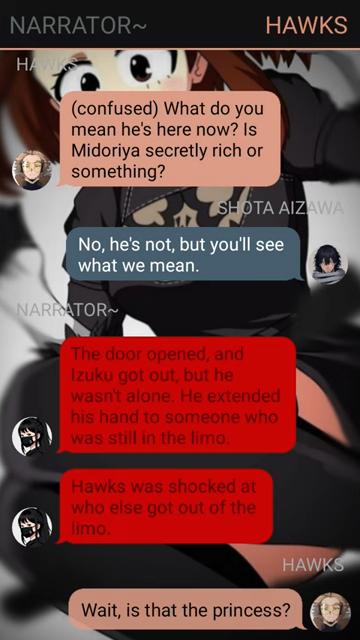 NARRATOR~ HAWKS
HAWKS
(confused) What do you
mean he's here now? Is
Midoriya secretly rich or
something?
SHOTA AIZAWA
No, he's not, but you'll see
what we mean.
NARRATOR~
The door opened, and
Izuku got out, but he
wasn't alone. He extended
his hand to someone who
was still in the limo.
Hawks was shocked at
who else got out of the
limo.
HAWKS
Wait, is that the princess?